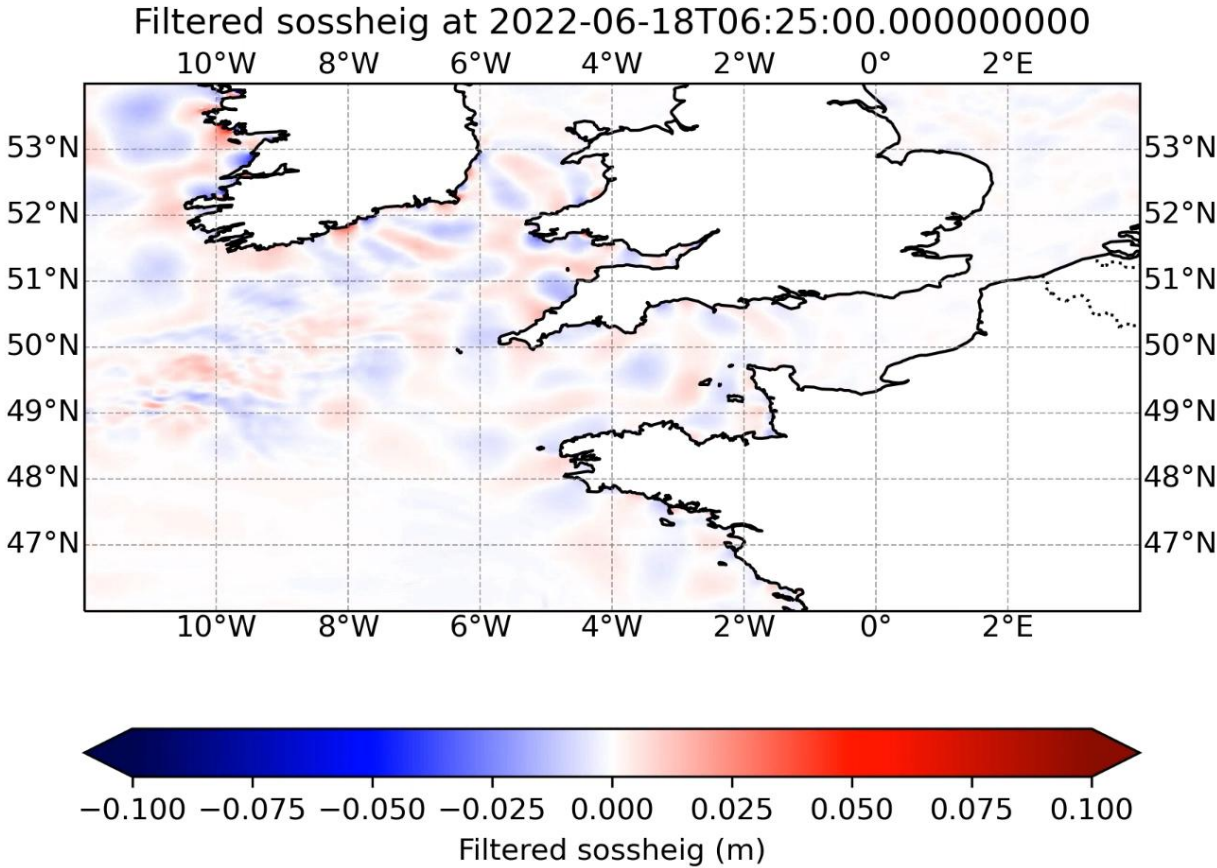 Filtered sossheig at 2022-06-18T06:25:00.000000000
10°W 8°W 6°W 4°W 2°W 0° 2°E
53°N 53°N
52°N 52°N
51°N 51°N
50°N 50°N
49°N 49°N
48°N 48°N
47°N 47°N
10°W 8°W 6°W 4°W 2°W 0° 2°E
−0.100 −0.075 −0.050 −0.025 0.000 0.025 0.050 0.075 0.100
Filtered sossheig (m)